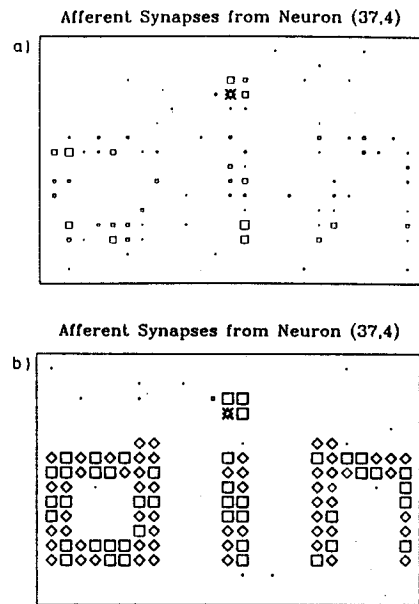 Afferent Synapses from Neuron (37,4)
a)
Afferent Synapses from Neuron (37,4)
b)